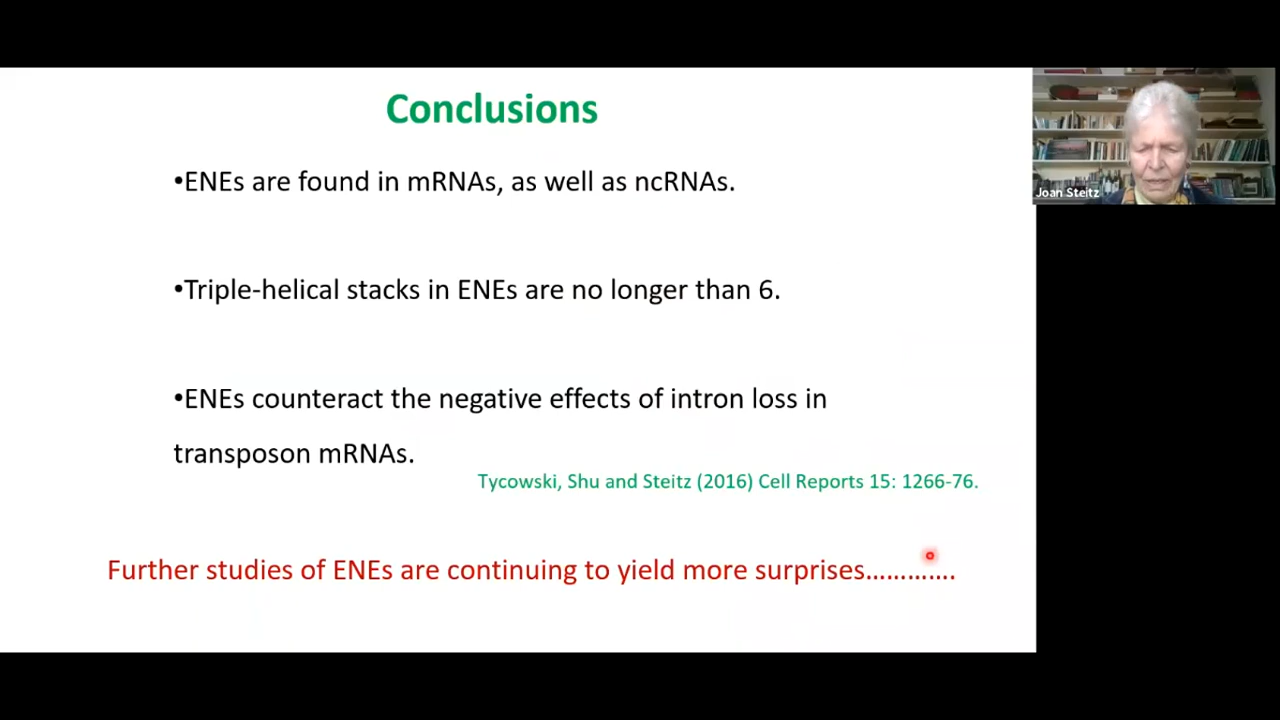 Conclusions
•ENEs are found in mRNAs, as well as ncRNAs.
•Triple-helical stacks in ENEs are no longer than 6.
•ENEs counteract the negative effects of intron loss in
transposon mRNAs.
Tycowski, Shu and Steitz (2016) Cell Reports 15: 1266-76.
Further studies of ENEs are continuing to yield more surprises.............
Joan Steitz